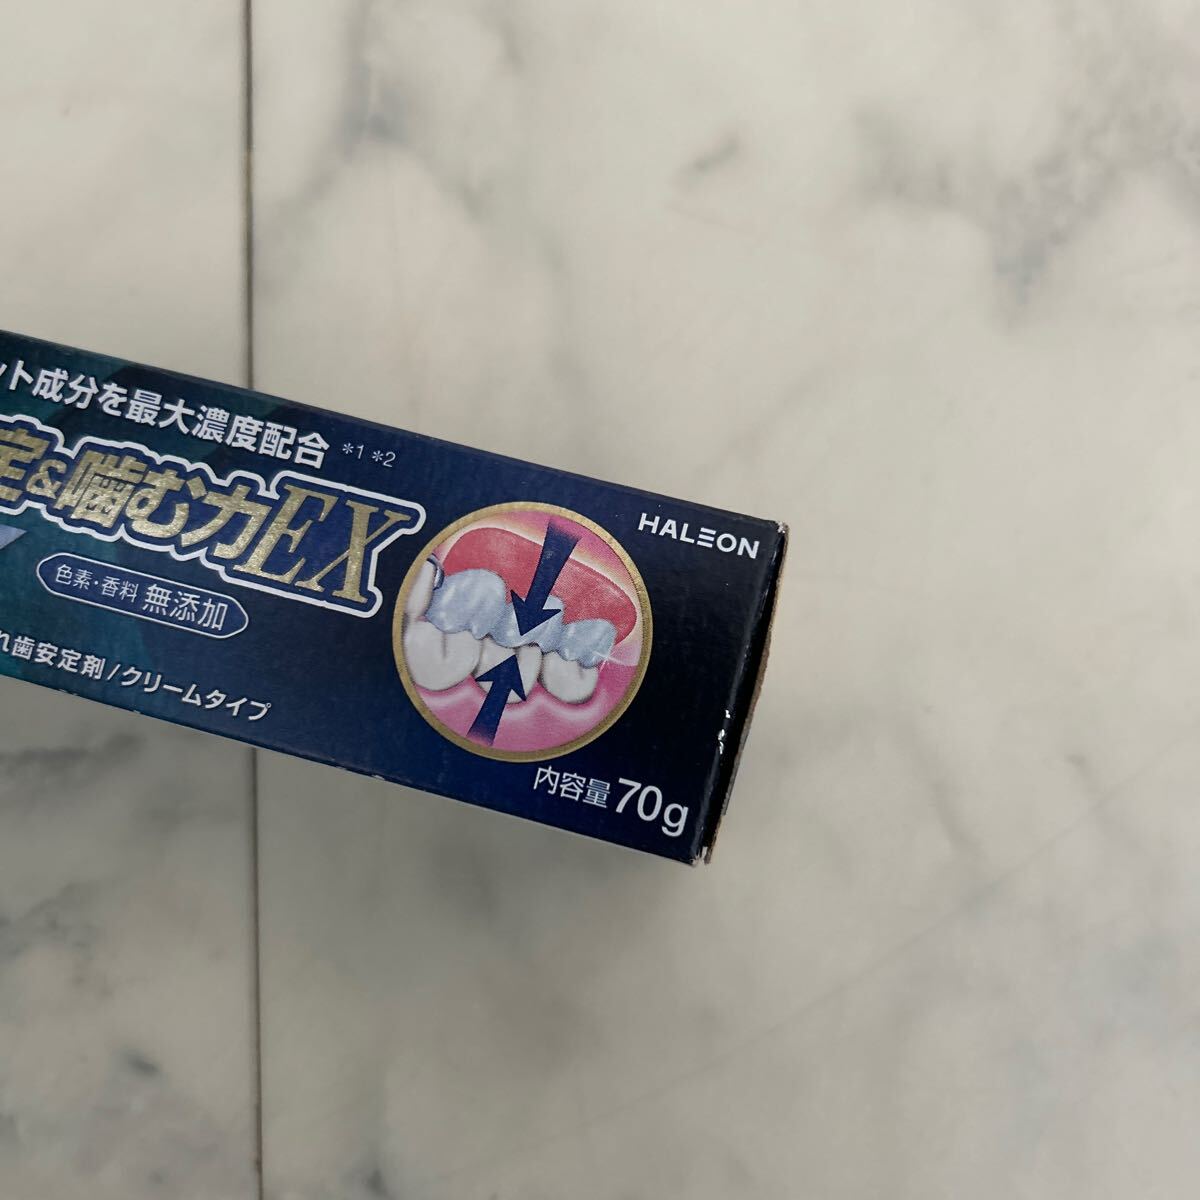 ット成分を最大濃度配合 *1 *2
定&噛む力EX
色素・香料 無添加
れ歯安定剤/クリームタイプ
HALEON
内容量70g